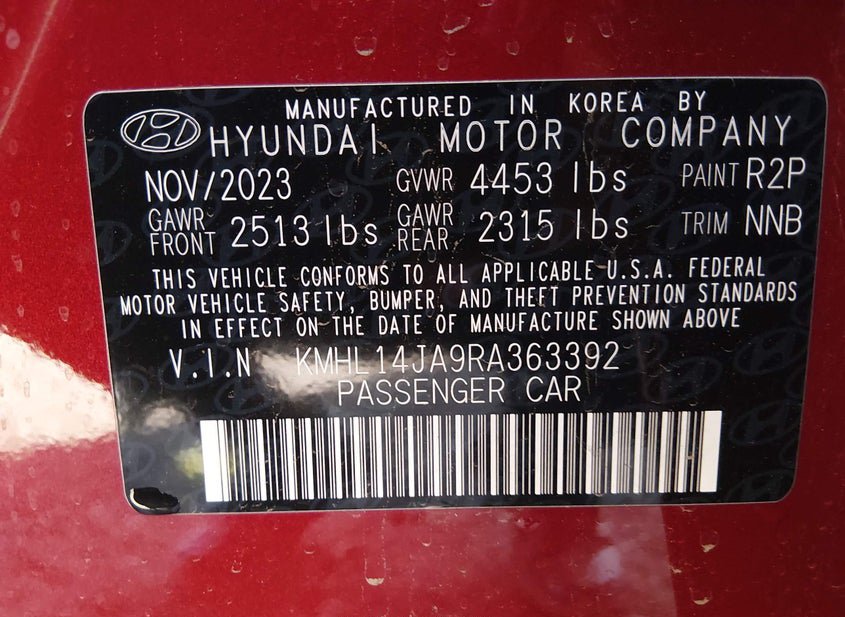 MANUFACTURED IN KOREA BY
HYUNDAI MOTOR COMPANY
NOV/2023 GVWR 4453 lbs PAINT R2P
GAWR FRONT 2513 lbs GAWR REAR 2315 lbs TRIM NNB
THIS VEHICLE CONFORMS TO ALL APPLICABLE U.S.A. FEDERAL
MOTOR VEHICLE SAFETY, BUMPER, AND THEFT PREVENTION STANDARDS
IN EFFECT ON THE DATE OF MANUFACTURE SHOWN ABOVE
V.I.N KMHL14JA9RA363392
PASSENGER CAR